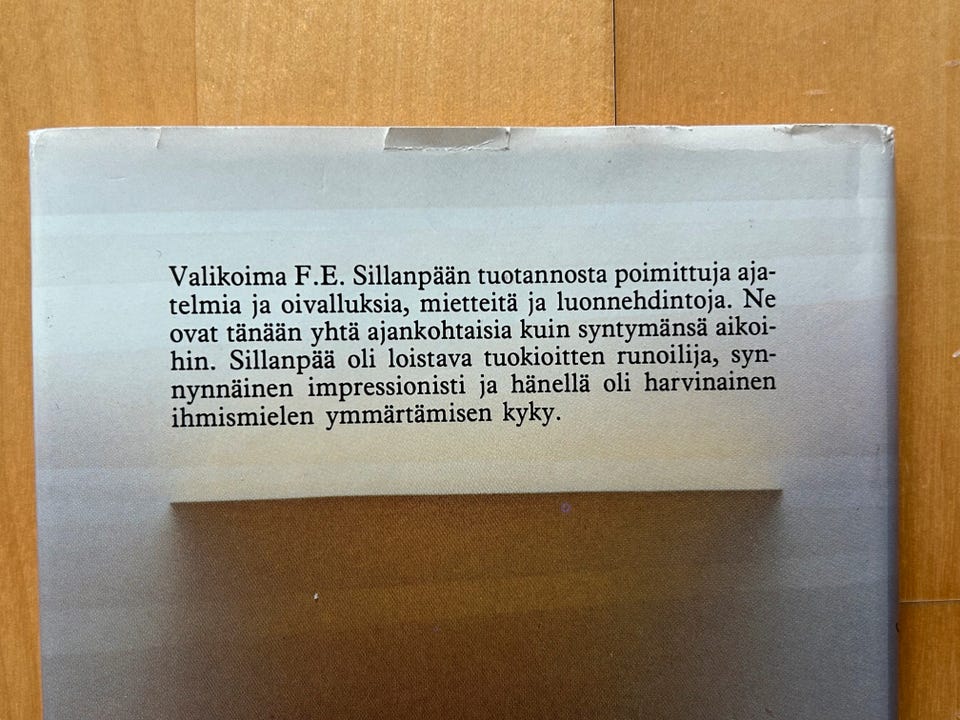 Valikoima F.E. Sillanpään tuotannosta poimittuja aja-
telmia ja oivalluksia, mietteitä ja luonnehdintoja. Ne
ovat tänään yhtä ajankohtaisia kuin syntymänsä aikoi-
hin. Sillanpää oli loistava tuokioitten runoilija, syn-
nynnäinen impressionisti ja hänellä oli harvinainen
ihmismielen ymmärtämisen kyky.